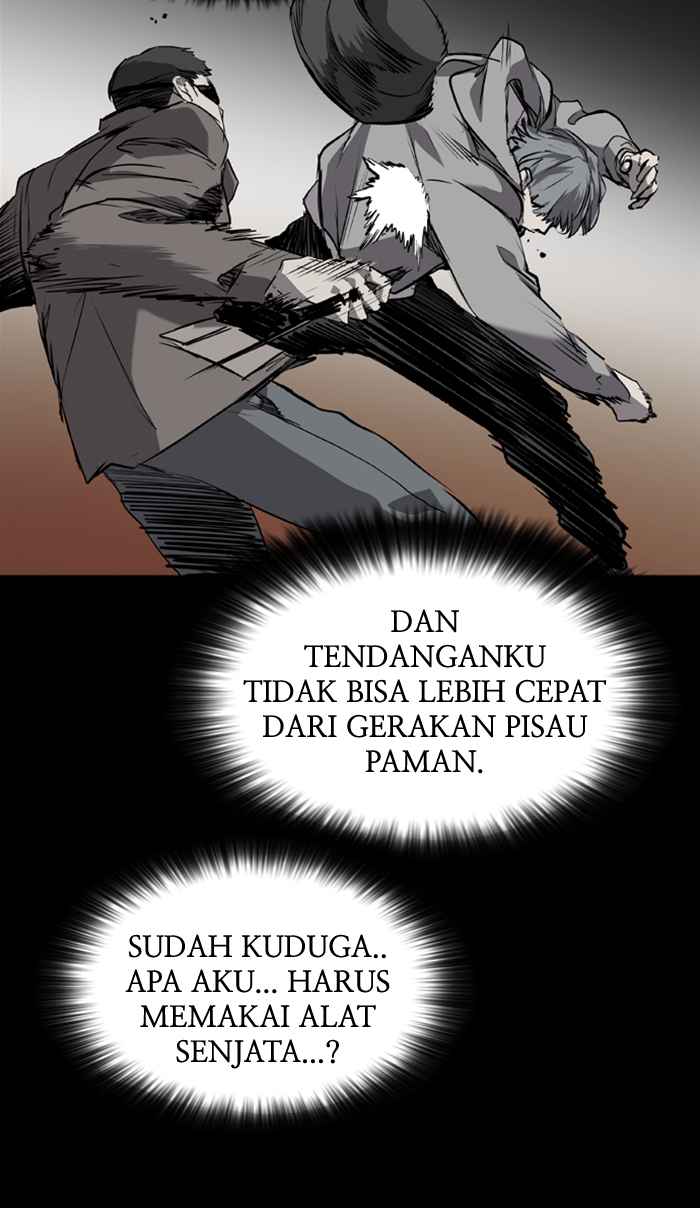 DAN
TENDANGANKU
TIDAK BISA LEBIH CEPAT
DARI GERAKAN PISAU
PAMAN.
SUDAH KUDUGA..
APA AKU... HARUS
MEMAKAI ALAT
SENJATA...?